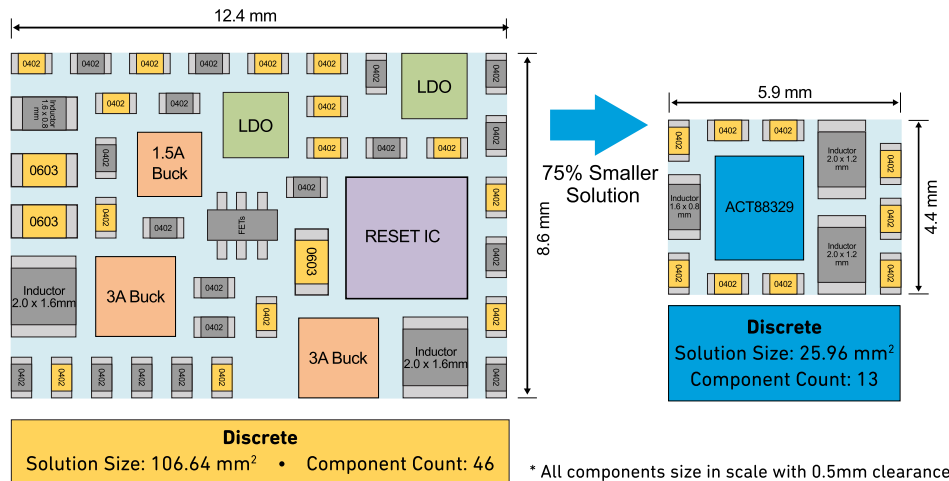 12.4 mm
0402 0402 0402 0402 0402 0402 0402 LDO 0402
Inductor
1.6 x 0.8
mm
0402 0402 LDO 0402
0402 0402 0402 0402
0603 0402 1.5A
Buck
0402
0603 0402 0402 FETs 0603 RESET IC 0402
0402
Inductor
2.0 x 1.6mm
3A Buck 0402 0402
0402 3A Buck Inductor
2.0 x 1.6mm
0402
0402 0402 0402 0402 0402 0402 0402
8.6 mm
75% Smaller
Solution
5.9 mm
0402 0402 0402 Inductor
2.0 x 1.2
mm
0402
Inductor
1.6 x 0.8
mm
ACT88329 0402
Inductor
2.0 x 1.2
mm
0402 0402 0402 0402
4.4 mm
Discrete
Solution Size: 25.96 mm²
Component Count: 13
Discrete
Solution Size: 106.64 mm² • Component Count: 46
* All components size in scale with 0.5mm clearance